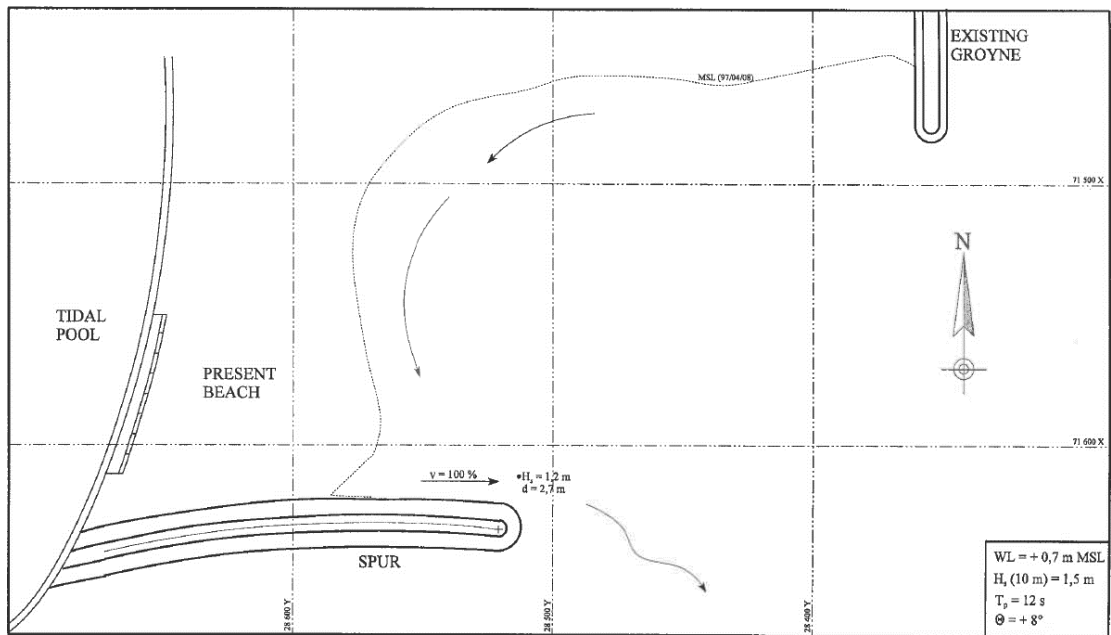 EXISTING
GROYNE
MSL (97/04/08)
71 500 X
N
TIDAL
POOL
PRESENT
BEACH
71 600 X
v = 100 %
•Hₛ = 1,2 m
d = 2,7 m
SPUR
WL = + 0,7 m MSL
Hₛ (10 m) = 1,5 m
Tₚ = 12 s
Θ = + 8°
28 600 Y
28 500 Y
28 400 Y